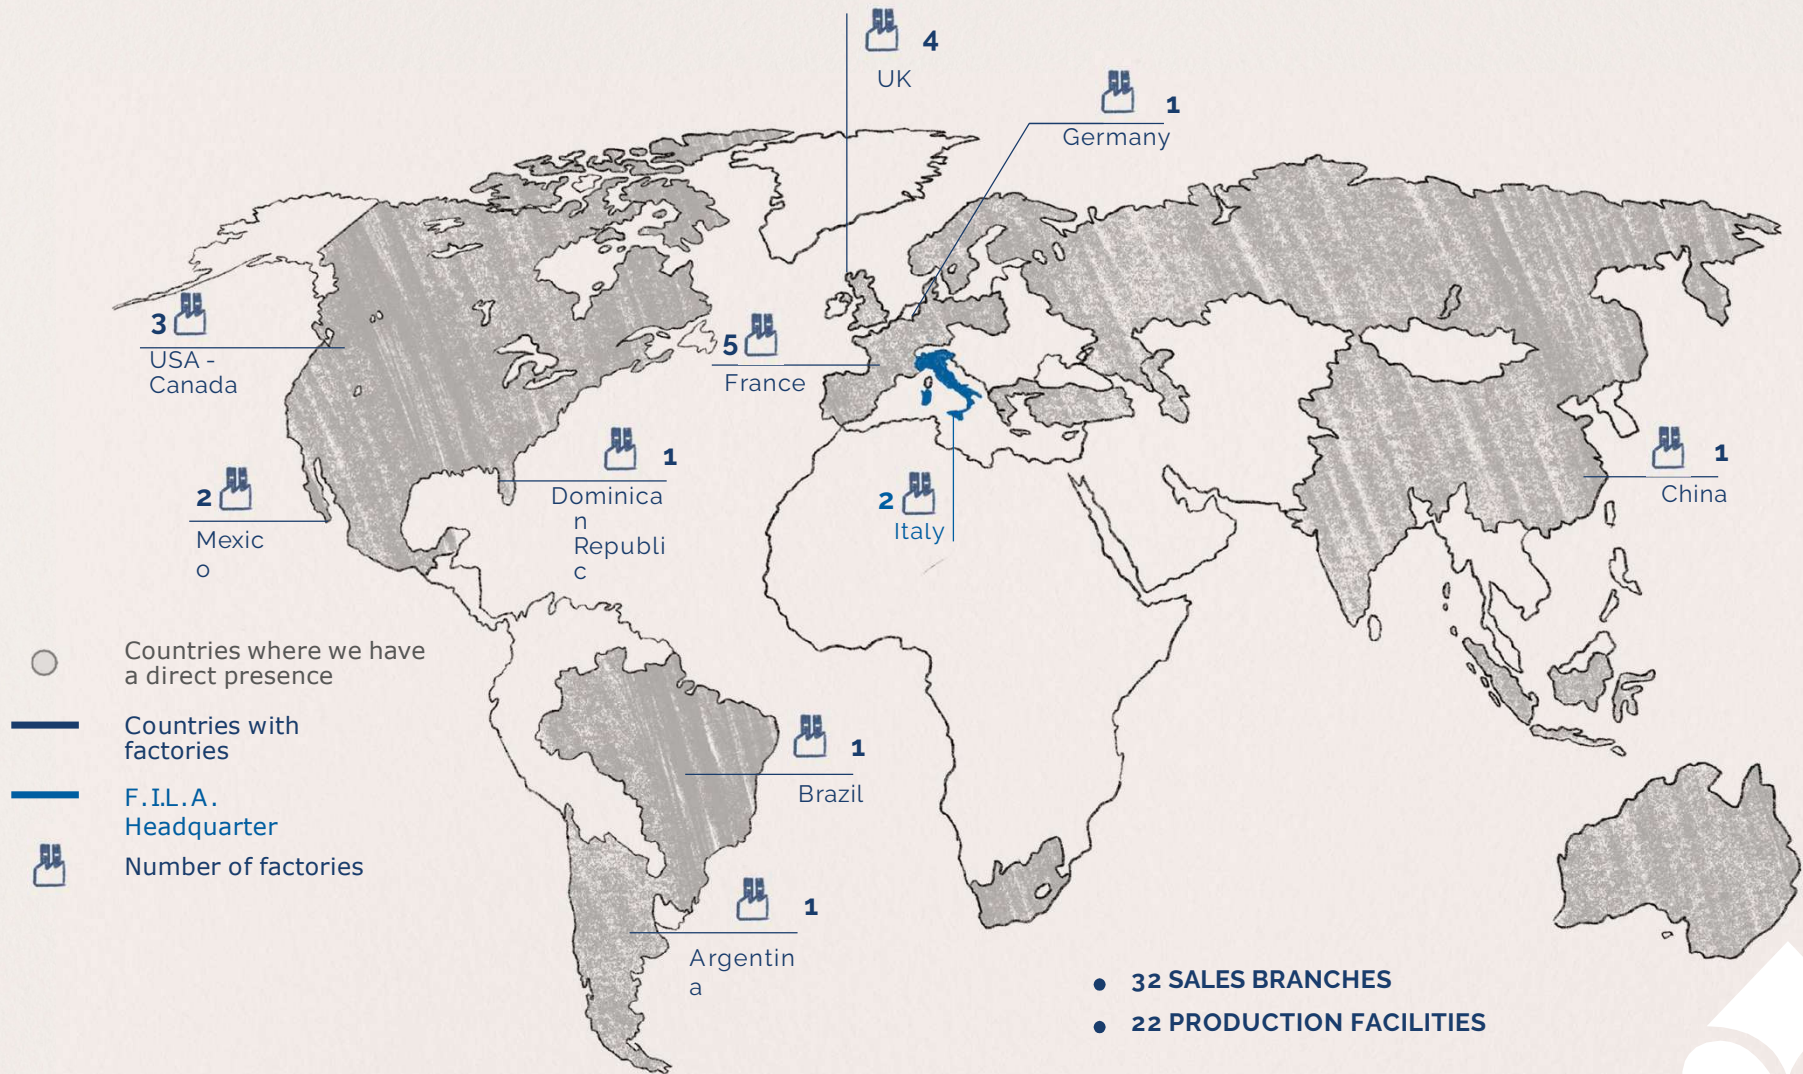 4
UK
1
Germany
3
USA -
Canada
5
France
1
Dominica
n
Republi
c
2
Mexic
o
2
Italy
1
China
Countries where we have
a direct presence
Countries with
factories
F.I.L.A.
Headquarter
Number of factories
1
Brazil
1
Argentin
a
• 32 SALES BRANCHES
• 22 PRODUCTION FACILITIES